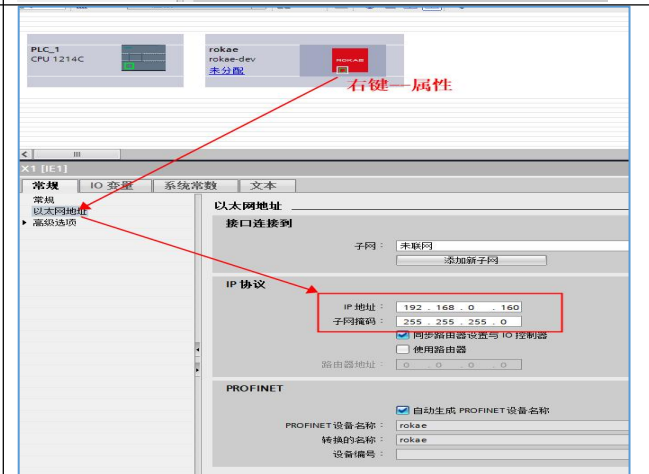 PLC_1
CPU 1214C
rokae
rokae-dev
未分配
ROKAE
右键—属性
X1 [IE1]
常规
IO 变量
系统常数
文本
常规
以太网地址
高级选项
以太网地址
接口连接到
子网：
未联网
添加新子网
IP 协议
IP 地址：
192 . 168 . 0 . 160
子网掩码：
255 . 255 . 255 . 0
同步路由器设置与 IO 控制器
使用路由器
路由器地址：
0 . 0 . 0 . 0
PROFINET
自动生成 PROFINET 设备名称
PROFINET 设备名称：
rokae
转换的名称：
rokae
设备编号：